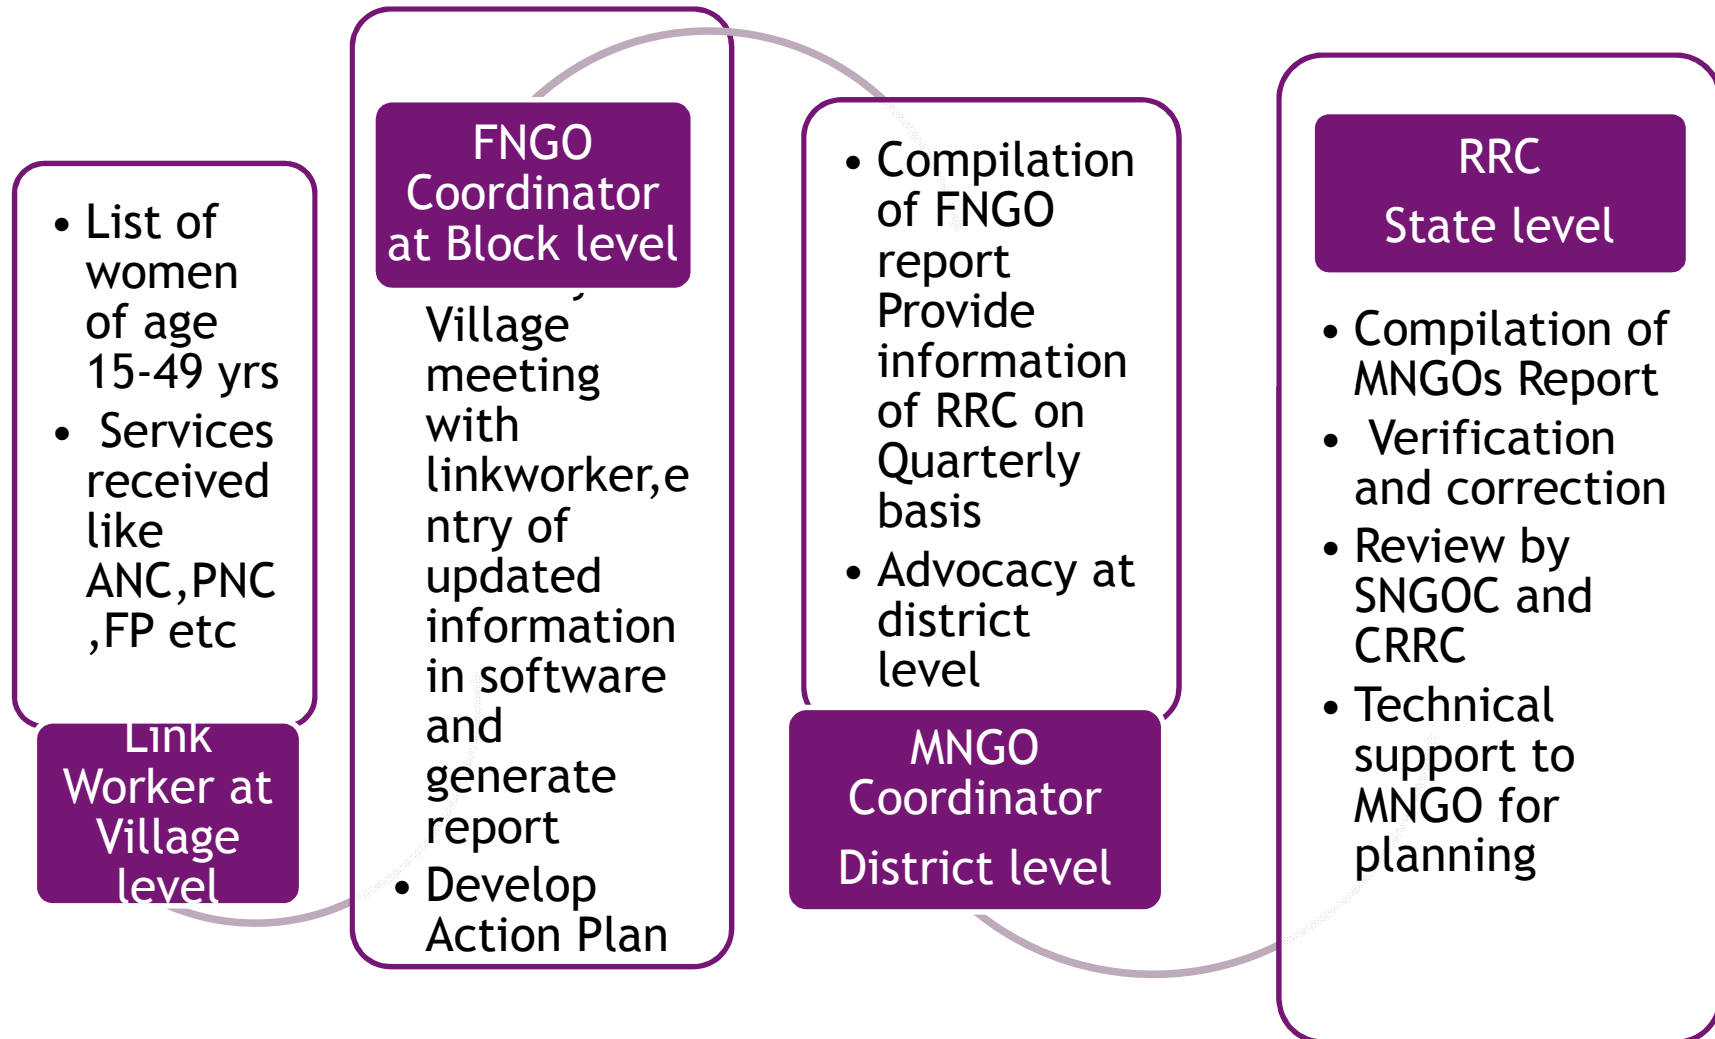 • List of
women
of age
15-49 yrs
• Services
received
like
ANC,PNC
,FP etc
Link
Worker at
Village
level
FNGO
Coordinator
at Block level
Village
meeting
with
linkworker,e
ntry of
updated
information
in software
and
generate
report
• Develop
Action Plan
• Compilation
of FNGO
report
Provide
information
of RRC on
Quarterly
basis
• Advocacy at
district
level
MNGO
Coordinator
District level
RRC
State level
• Compilation of
MNGOs Report
• Verification
and correction
• Review by
SNGOC and
CRRC
• Technical
support to
MNGO for
planning